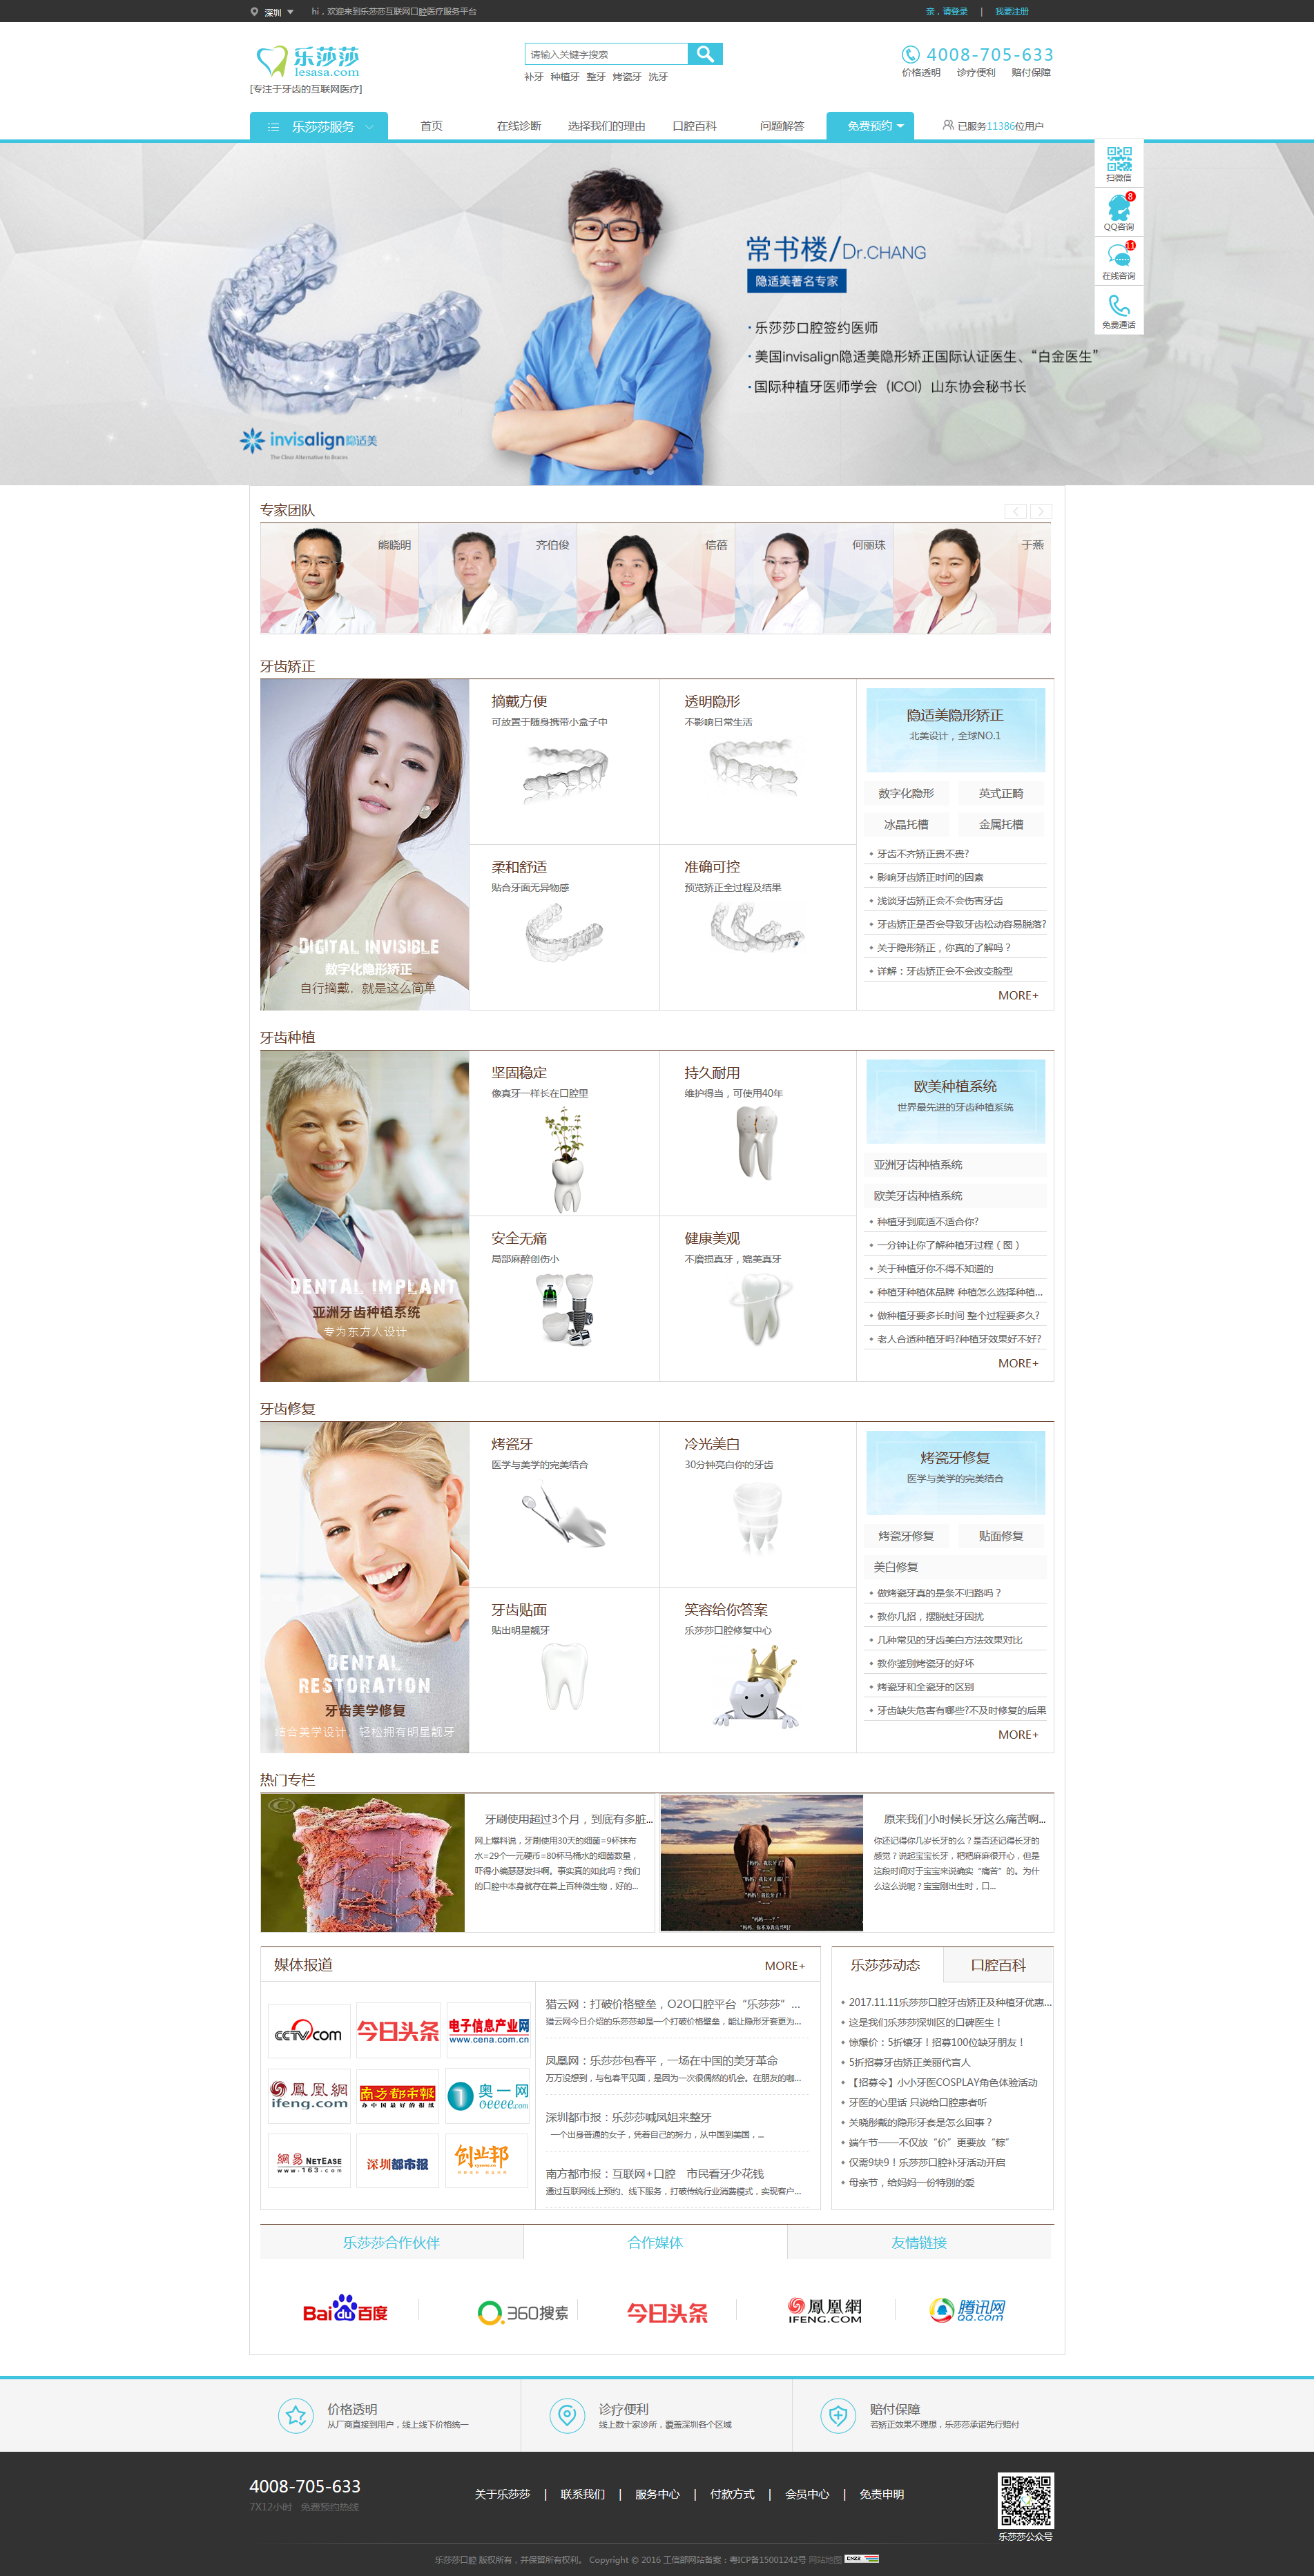 深圳
hi，欢迎来到乐莎莎互联网口腔医疗服务平台
亲，请登录 | 我要注册
乐莎莎
lesasa.com
[专注于牙齿的互联网医疗]
请输入关键字搜索
补牙 种植牙 整牙 烤瓷牙 洗牙
4008-705-633
价格透明 诊疗便利 赔付保障
乐莎莎服务
首页
在线诊断
选择我们的理由
口腔百科
问题解答
免费预约
已服务11386位用户
扫微信
8
QQ咨询
11
在线咨询
免费通话
常书楼/Dr.CHANG
隐适美著名专家
·乐莎莎口腔签约医师
·美国invisalign隐适美隐形矫正国际认证医生、“白金医生”
·国际种植牙医师学会（ICOI）山东协会秘书长
invisalign隐适美
The Clear Alternative to Braces
专家团队
熊晓明
齐伯俊
信蓓
何丽珠
于燕
牙齿矫正
DIGITAL INVISIBLE
数字化隐形矫正
自行摘戴，就是这么简单
摘戴方便
可放置于随身携带小盒子中
透明隐形
不影响日常生活
柔和舒适
贴合牙面无异物感
准确可控
预览矫正全过程及结果
隐适美隐形矫正
北美设计，全球NO.1
数字化隐形
英式正畸
冰晶托槽
金属托槽
牙齿不齐矫正贵不贵?
影响牙齿矫正时间的因素
浅谈牙齿矫正会不会伤害牙齿
牙齿矫正是否会导致牙齿松动容易脱落?
关于隐形矫正，你真的了解吗？
详解：牙齿矫正会不会改变脸型
MORE+
牙齿种植
DENTAL IMPLANT
亚洲牙齿种植系统
专为东方人设计
坚固稳定
像真牙一样长在口腔里
持久耐用
维护得当，可使用40年
安全无痛
局部麻醉创伤小
健康美观
不磨损真牙，媲美真牙
欧美种植系统
世界最先进的牙齿种植系统
亚洲牙齿种植系统
欧美牙齿种植系统
种植牙到底适不适合你?
一分钟让你了解种植牙过程（图）
关于种植牙你不得不知道的
种植牙种植体品牌 种植怎么选择种植...
做种植牙要多长时间 整个过程要多久?
老人合适种植牙吗?种植牙效果好不好?
MORE+
牙齿修复
DENTAL
RESTORATION
牙齿美学修复
结合美学设计，轻松拥有明星靓牙
烤瓷牙
医学与美学的完美结合
冷光美白
30分钟亮白你的牙齿
牙齿贴面
贴出明星靓牙
笑容给你答案
乐莎莎口腔修复中心
烤瓷牙修复
医学与美学的完美结合
烤瓷牙修复
贴面修复
美白修复
做烤瓷牙真的是条不归路吗？
教你几招，摆脱蛀牙困扰
几种常见的牙齿美白方法效果对比
教你鉴别烤瓷牙的好坏
烤瓷牙和全瓷牙的区别
牙齿缺失危害有哪些?不及时修复的后果
MORE+
热门专栏
牙刷使用超过3个月，到底有多脏...
网上爆料说，牙刷使用30天的细菌=9杯抹布
水=29个一元硬币=80杯马桶水的细菌数量，
吓得小编瑟瑟发抖啊。事实真的如此吗？我们
的口腔中本身就存在着上百种微生物，好的...
原来我们小时候长牙这么痛苦啊...
你还记得你几岁长牙的么？是否还记得长牙的
感觉？说起宝宝长牙，粑粑麻麻很开心，但是
这段时间对于宝宝来说确实“痛苦”的。为什
么这么说呢？宝宝刚出生时，口...
媒体报道
MORE+
cctv.com
今日头条
电子信息产业网
www.cena.com.cn
鳳凰網
ifeng.com
南方都市報
办中国最好的报纸
奥一网
oeeee.com
網易 NETEASE
www.163.com
深圳都市报
创业邦
猎云网：打破价格壁垒，O2O口腔平台“乐莎莎”...
猎云网今日介绍的乐莎莎却是一个打破价格壁垒，能让隐形牙套更为...
凤凰网：乐莎莎包春平，一场在中国的美牙革命
万万没想到，与包春平见面，是因为一次很偶然的机会。在朋友的咖...
深圳都市报：乐莎莎喊凤姐来整牙
一个出身普通的女子，凭着自己的努力，从中国到美国，...
南方都市报：互联网+口腔 市民看牙少花钱
通过互联网线上预约、线下服务，打破传统行业消费模式，实现客户...
乐莎莎动态
口腔百科
2017.11.11乐莎莎口腔牙齿矫正及种植牙优惠...
这是我们乐莎莎深圳区的口碑医生！
惊爆价：5折镶牙！招募100位缺牙朋友！
5折招募牙齿矫正美丽代言人
【招募令】小小牙医COSPLAY角色体验活动
牙医的心里话 只说给口腔患者听
关晓彤戴的隐形牙套是怎么回事？
端午节——不仅放“价”更要放“粽”
仅需9块9！乐莎莎口腔补牙活动开启
母亲节，给妈妈一份特别的爱
乐莎莎合作伙伴
合作媒体
友情链接
Baidu百度
360搜索
今日头条
鳳凰網
IFENG.COM
腾讯网
QQ.com
价格透明
从厂商直接到用户，线上线下价格统一
诊疗便利
线上数十家诊所，覆盖深圳各个区域
赔付保障
若矫正效果不理想，乐莎莎承诺先行赔付
4008-705-633
7X12小时 免费预约热线
关于乐莎莎 | 联系我们 | 服务中心 | 付款方式 | 会员中心 | 免责申明
乐莎莎公众号
乐莎莎口腔 版权所有，并保留所有权利。 Copyright © 2016 工信部网站备案：粤ICP备15001242号 网站地图 CNZZ